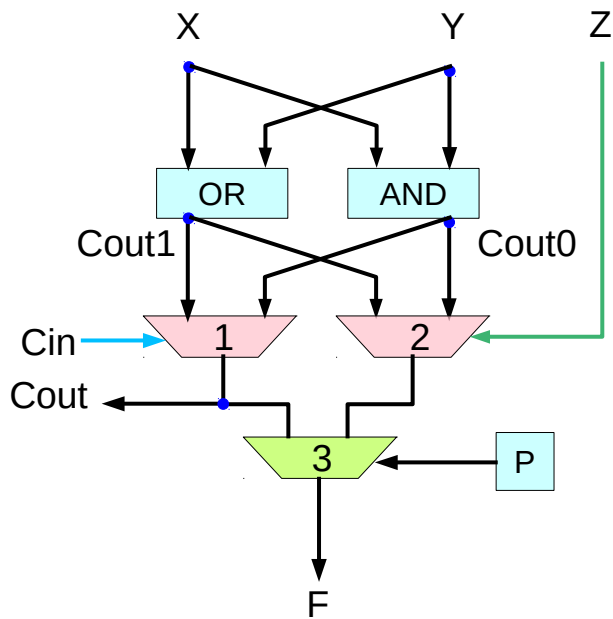 X Y Z
OR AND
Cout1 Cout0
Cin 1 2
Cout
3 P
F